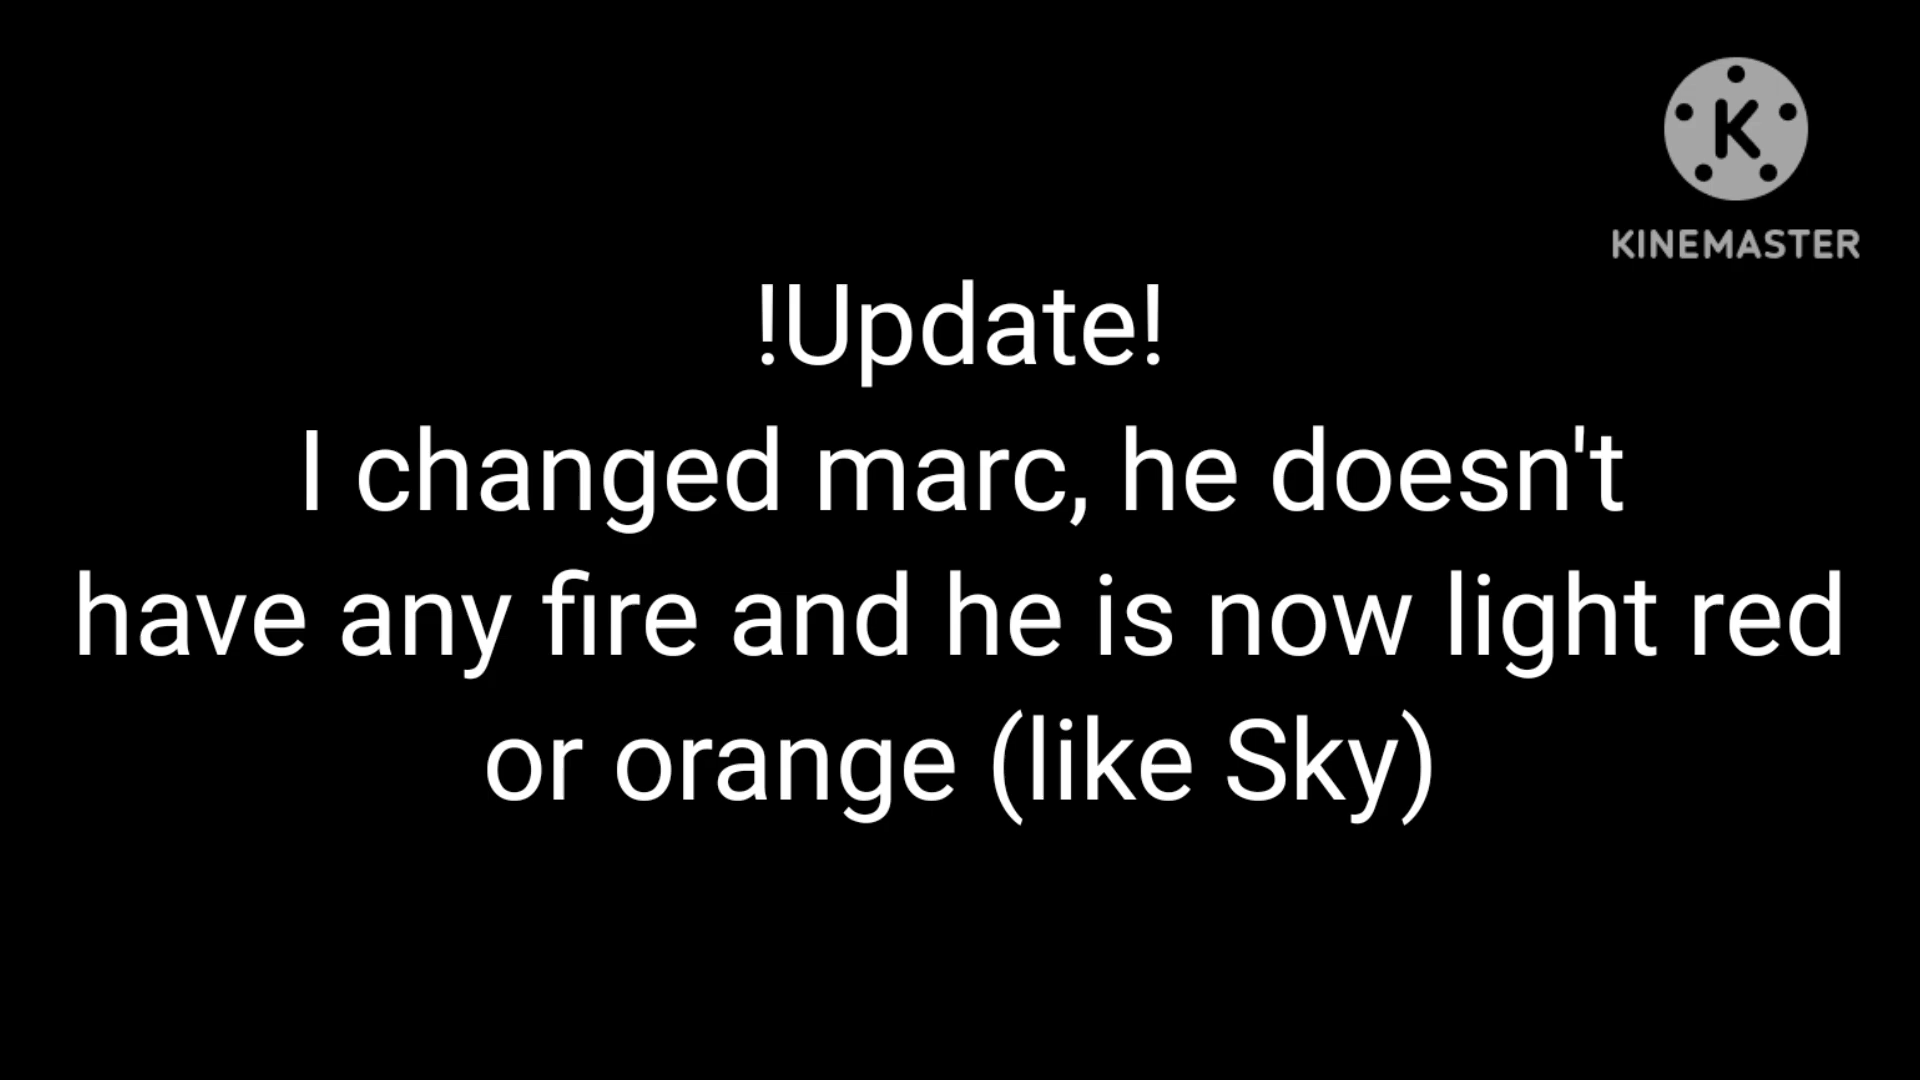 K
KINEMASTER
!Update!
I changed marc, he doesn't
have any fire and he is now light red
or orange (like Sky)